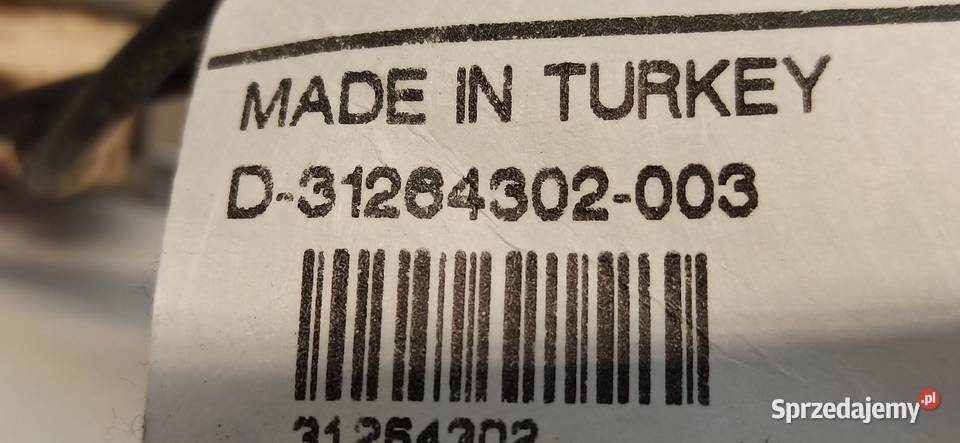 MADE IN TURKEY
D-31264302-003
31264302
Sprzedajemy.pl